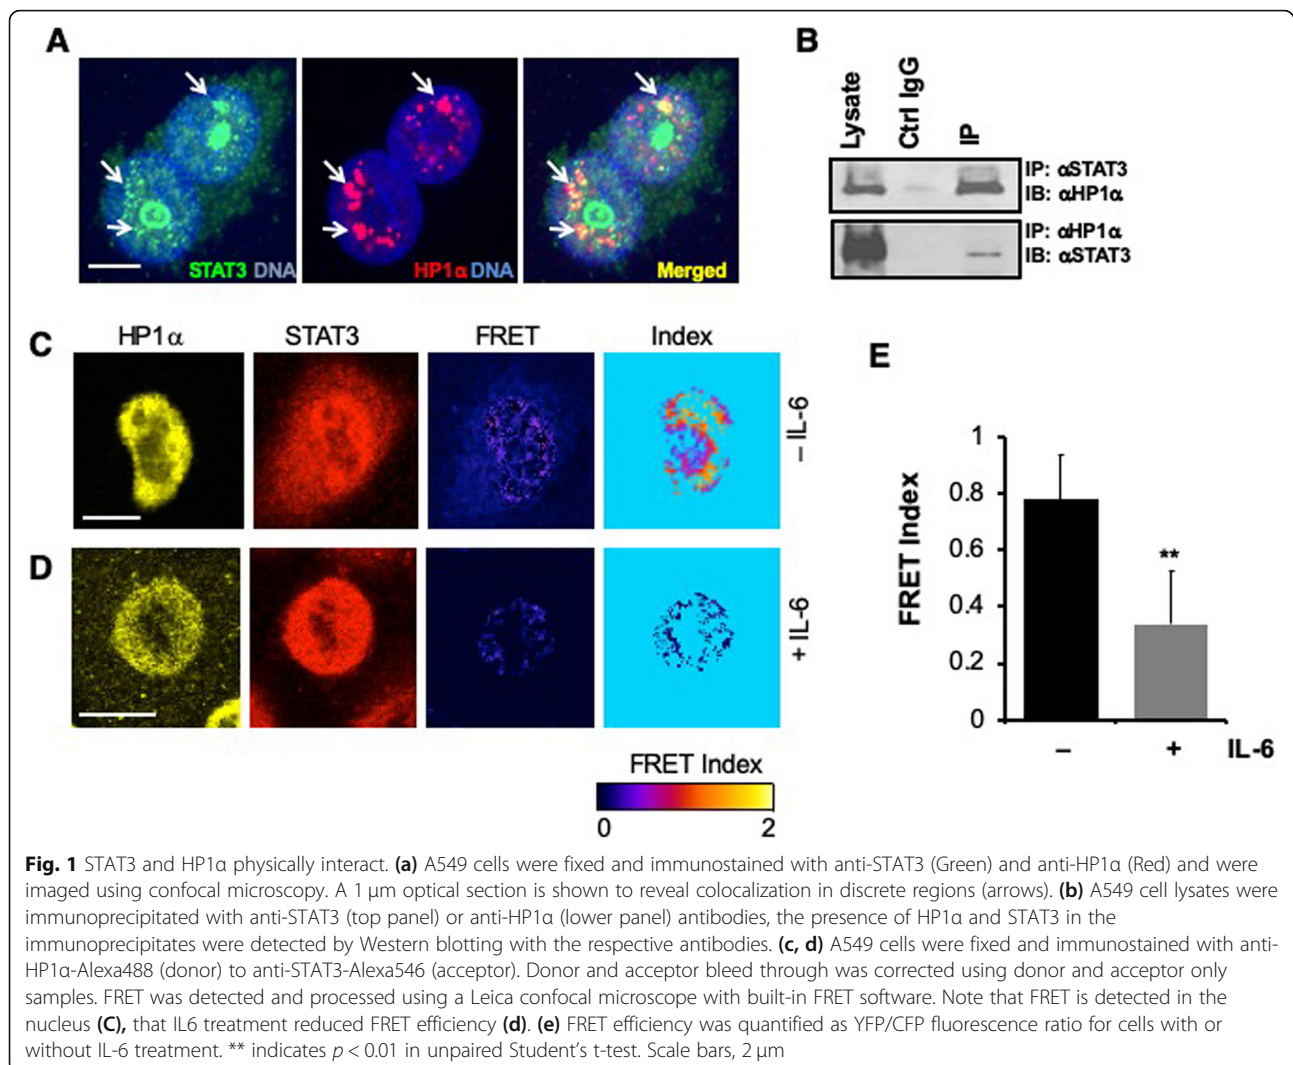 A
STAT3 DNA
HP1α DNA
Merged
B
Lysate
Ctrl IgG
IP
IP: αSTAT3
IB: αHP1α
IP: αHP1α
IB: αSTAT3
C
HP1α
STAT3
FRET
Index
– IL-6
D
+ IL-6
FRET Index
0
2
E
FRET Index
1
0.8
0.6
0.4
0.2
0
**
–
+
IL-6
Fig. 1 STAT3 and HP1α physically interact. (a) A549 cells were fixed and immunostained with anti-STAT3 (Green) and anti-HP1α (Red) and were
imaged using confocal microscopy. A 1 μm optical section is shown to reveal colocalization in discrete regions (arrows). (b) A549 cell lysates were
immunoprecipitated with anti-STAT3 (top panel) or anti-HP1α (lower panel) antibodies, the presence of HP1α and STAT3 in the
immunoprecipitates were detected by Western blotting with the respective antibodies. (c, d) A549 cells were fixed and immunostained with anti-
HP1α-Alexa488 (donor) to anti-STAT3-Alexa546 (acceptor). Donor and acceptor bleed through was corrected using donor and acceptor only
samples. FRET was detected and processed using a Leica confocal microscope with built-in FRET software. Note that FRET is detected in the
nucleus (C), that IL6 treatment reduced FRET efficiency (d). (e) FRET efficiency was quantified as YFP/CFP fluorescence ratio for cells with or
without IL-6 treatment. ** indicates p < 0.01 in unpaired Student's t-test. Scale bars, 2 μm